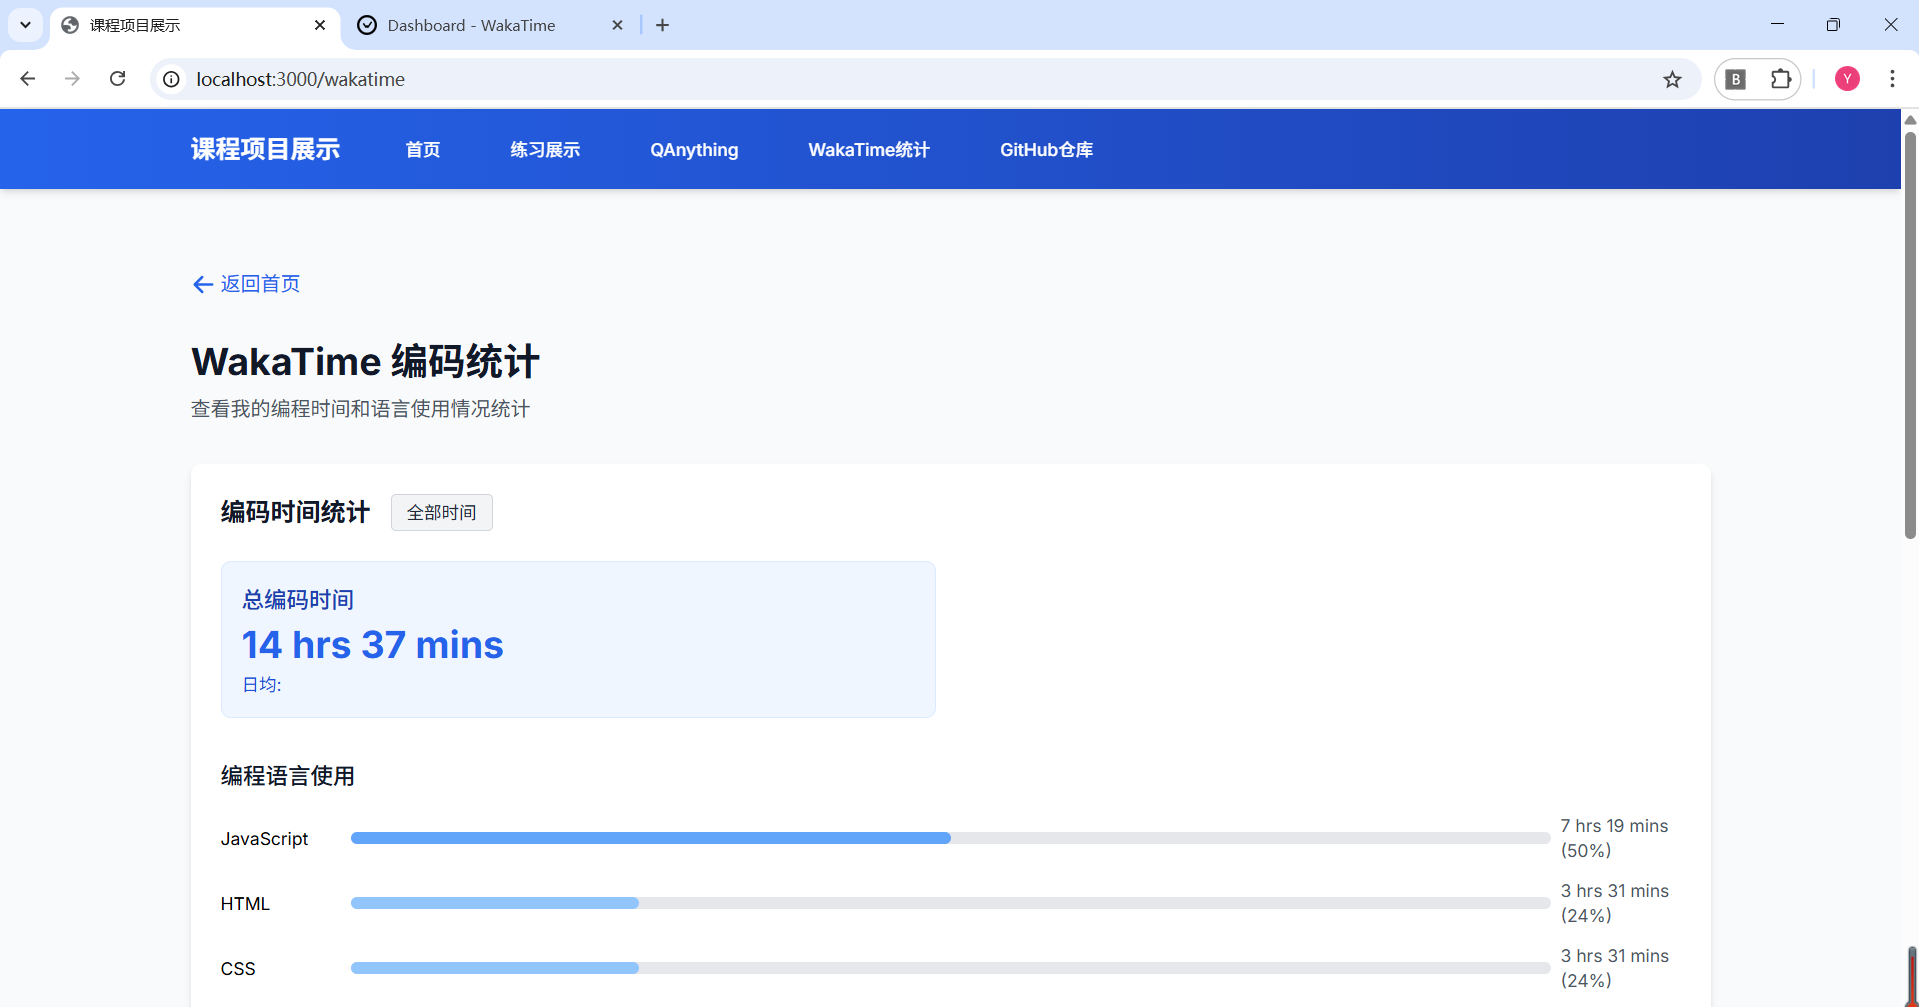 课程项目展示
Dashboard - WakaTime
localhost:3000/wakatime
B
Y
课程项目展示
首页
练习展示
QAnything
WakaTime统计
GitHub仓库
返回首页
WakaTime 编码统计
查看我的编程时间和语言使用情况统计
编码时间统计
全部时间
总编码时间
14 hrs 37 mins
日均:
编程语言使用
JavaScript
7 hrs 19 mins
(50%)
HTML
3 hrs 31 mins
(24%)
CSS
3 hrs 31 mins
(24%)